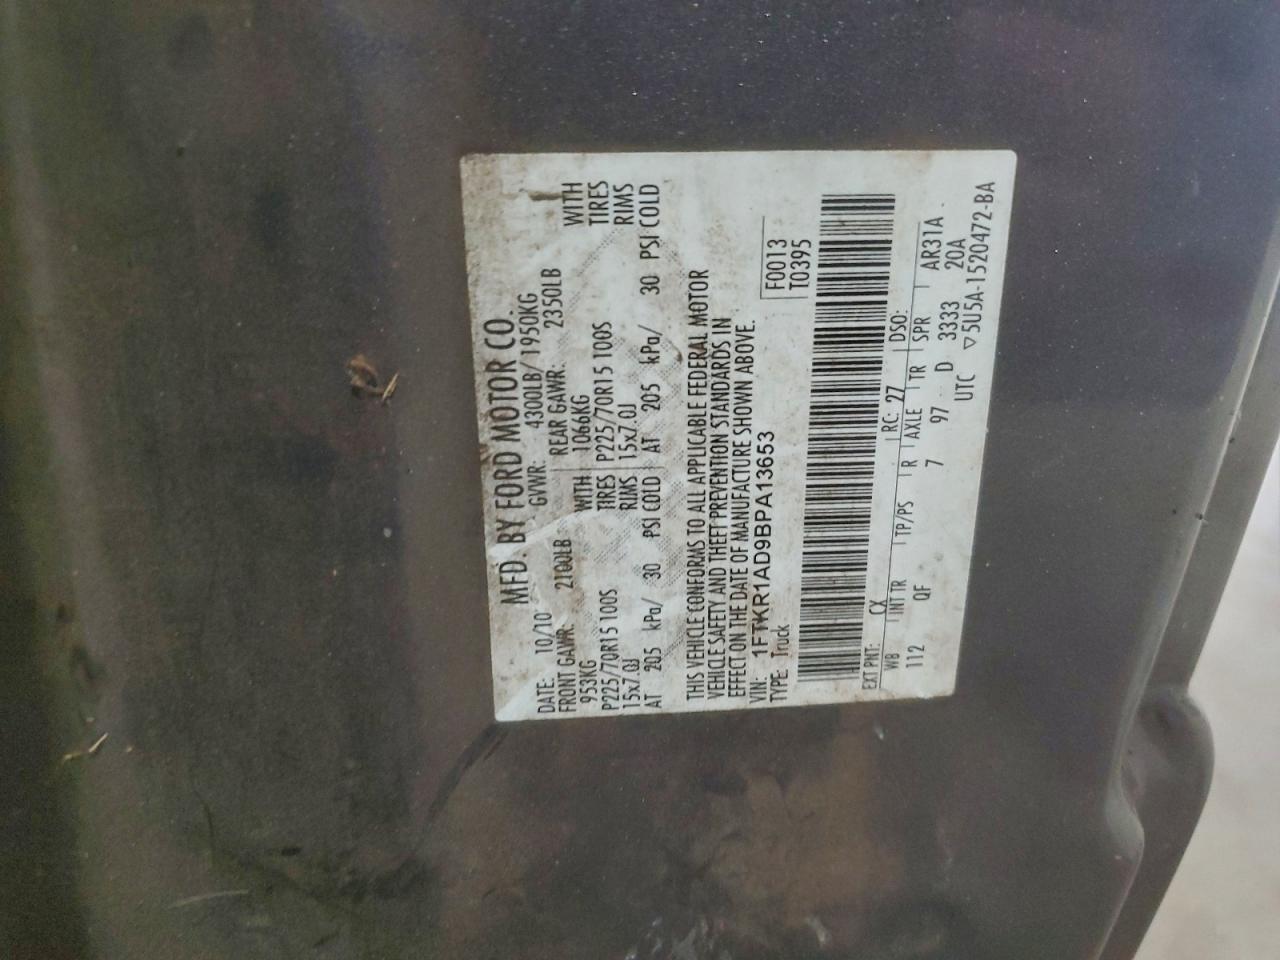 MFD. BY FORD MOTOR CO.
DATE: 10/10 GVWR: 4300LB/ 1950KG
FRONT GAWR: 2100LB REAR GAWR: 2350LB
953KG WITH 1066KG WITH
P225/70R15 100S TIRES P225/70R15 100S TIRES
15x7.0J RIMS 15x7.0J RIMS
AT 205 kPa/ 30 PSI COLD AT 205 kPa/ 30 PSI COLD
THIS VEHICLE CONFORMS TO ALL APPLICABLE FEDERAL MOTOR
VEHICLE SAFETY AND THEFT PREVENTION STANDARDS IN
EFFECT ON THE DATE OF MANUFACTURE SHOWN ABOVE.
VIN: 1FTKR1AD9BPA13653 F0013
TYPE: Truck T0395
EXT PNT: CX RC: 27 DSO:
WB INT TR TP/PS R AXLE TR SPR AR31A
112 QF 7 97 D 3333 20A
UTC ▽5U5A-1520472-BA